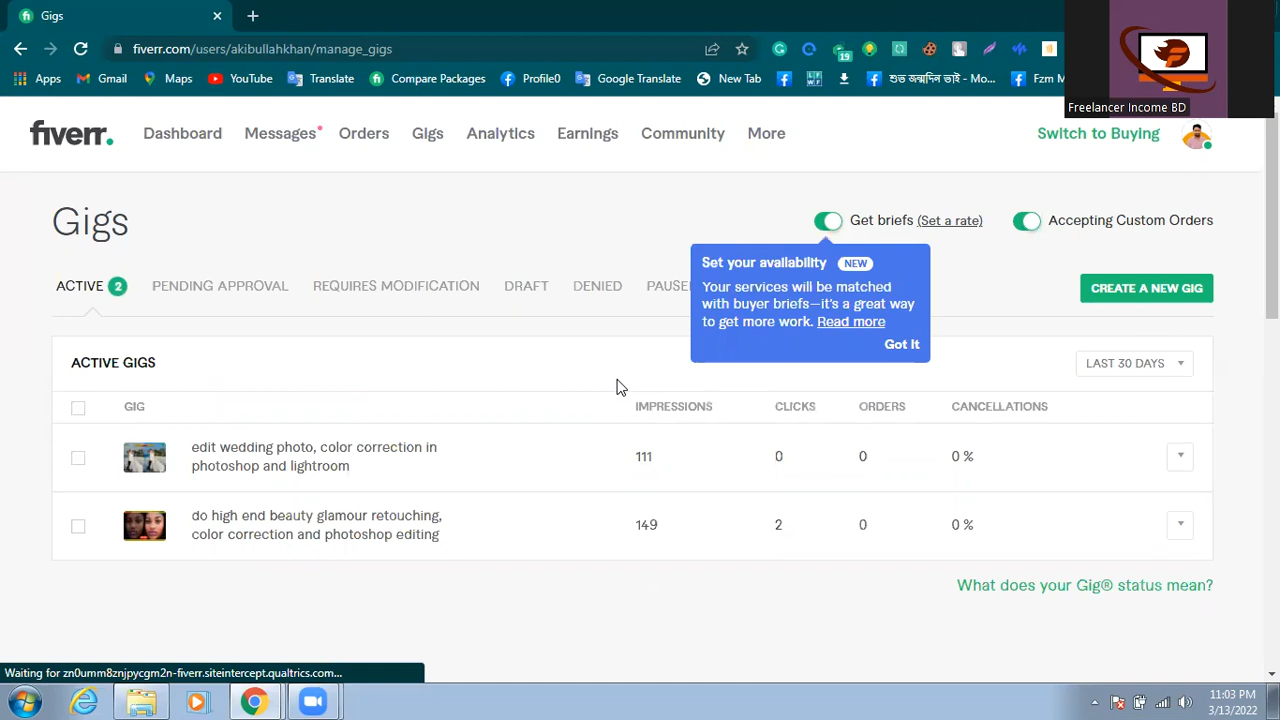 Gigs
fiverr.com/users/akibullahkhan/manage_gigs
19
Apps
Gmail
Maps
YouTube
Translate
Compare Packages
Profile0
Google Translate
New Tab
শুভ জন্মদিন ভাই - Mo...
Fzm M
Freelancer Income BD
fiverr.
Dashboard
Messages
Orders
Gigs
Analytics
Earnings
Community
More
Switch to Buying
Gigs
Get briefs (Set a rate)
Accepting Custom Orders
Set your availability NEW
Your services will be matched
with buyer briefs—it's a great way
to get more work. Read more
Got It
ACTIVE 2
PENDING APPROVAL
REQUIRES MODIFICATION
DRAFT
DENIED
PAUSE
CREATE A NEW GIG
ACTIVE GIGS
LAST 30 DAYS
GIG
IMPRESSIONS
CLICKS
ORDERS
CANCELLATIONS
edit wedding photo, color correction in
photoshop and lightroom
111
0
0
0 %
do high end beauty glamour retouching,
color correction and photoshop editing
149
2
0
0 %
What does your Gig® status mean?
Waiting for zn0umm8znjpycgm2n-fiverr.siteintercept.qualtrics.com...
11:03 PM
3/13/2022